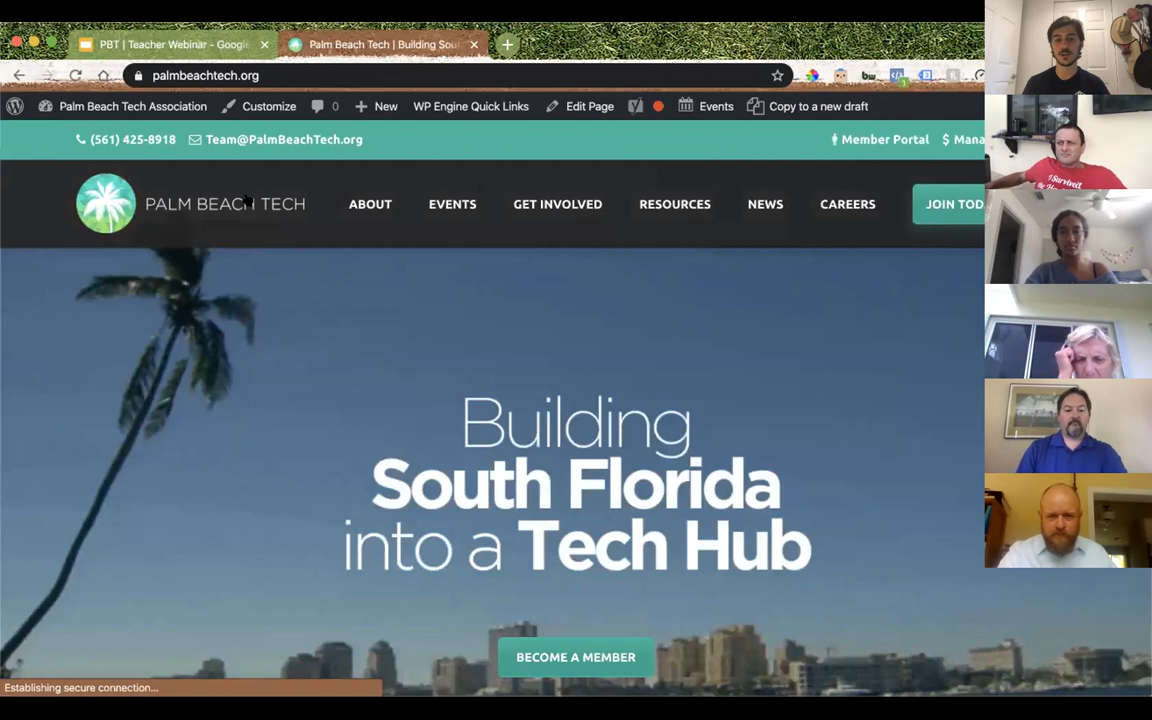 PBT | Teacher Webinar - Google
Palm Beach Tech | Building Sou
palmbeachtech.org
bw
1
Palm Beach Tech Association Customize 0 New WP Engine Quick Links Edit Page Events Copy to a new draft
(561) 425-8918 Team@PalmBeachTech.org Member Portal $ Mana
PALM BEACH TECH ABOUT EVENTS GET INVOLVED RESOURCES NEWS CAREERS JOIN TOD
Building
South Florida
into a Tech Hub
BECOME A MEMBER
Establishing secure connection...